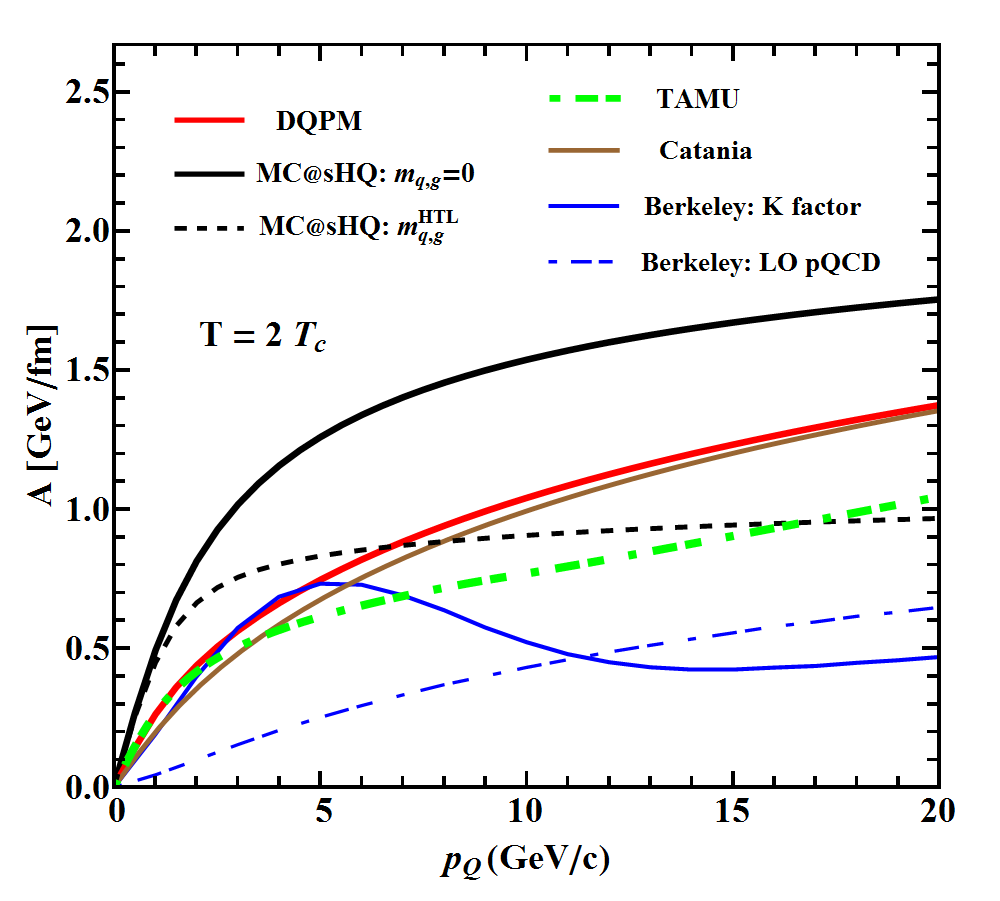 2.5
2.0
1.5
1.0
0.5
0.0
A [GeV/fm]
DQPM
MC@sHQ: m_{q,g}=0
MC@sHQ: m_{q,g}^{HTL}
TAMU
Catania
Berkeley: K factor
Berkeley: LO pQCD
T = 2 T_c
0 5 10 15 20
p_Q (GeV/c)